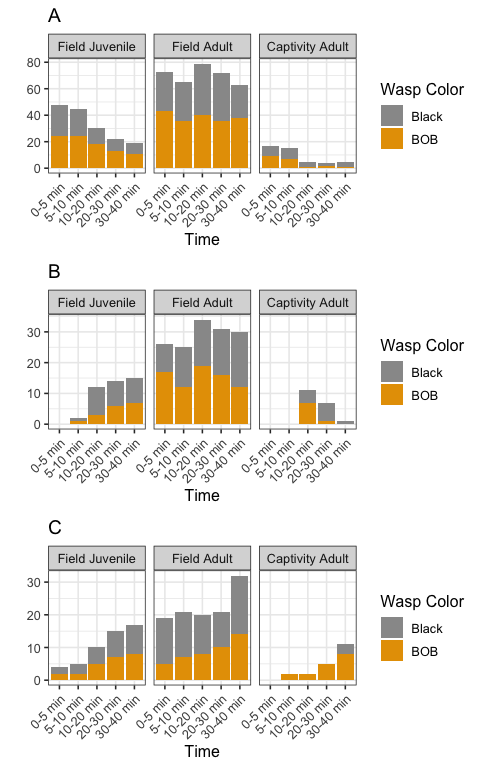 A
Field Juvenile Field Adult Captivity Adult
80
60
40
20
0
0-5 min 5-10 min 10-20 min 20-30 min 30-40 min 0-5 min 5-10 min 10-20 min 20-30 min 30-40 min 0-5 min 5-10 min 10-20 min 20-30 min 30-40 min
Time
Wasp Color
Black
BOB
B
Field Juvenile Field Adult Captivity Adult
30
20
10
0
0-5 min 5-10 min 10-20 min 20-30 min 30-40 min 0-5 min 5-10 min 10-20 min 20-30 min 30-40 min 0-5 min 5-10 min 10-20 min 20-30 min 30-40 min
Time
Wasp Color
Black
BOB
C
Field Juvenile Field Adult Captivity Adult
30
20
10
0
0-5 min 5-10 min 10-20 min 20-30 min 30-40 min 0-5 min 5-10 min 10-20 min 20-30 min 30-40 min 0-5 min 5-10 min 10-20 min 20-30 min 30-40 min
Time
Wasp Color
Black
BOB